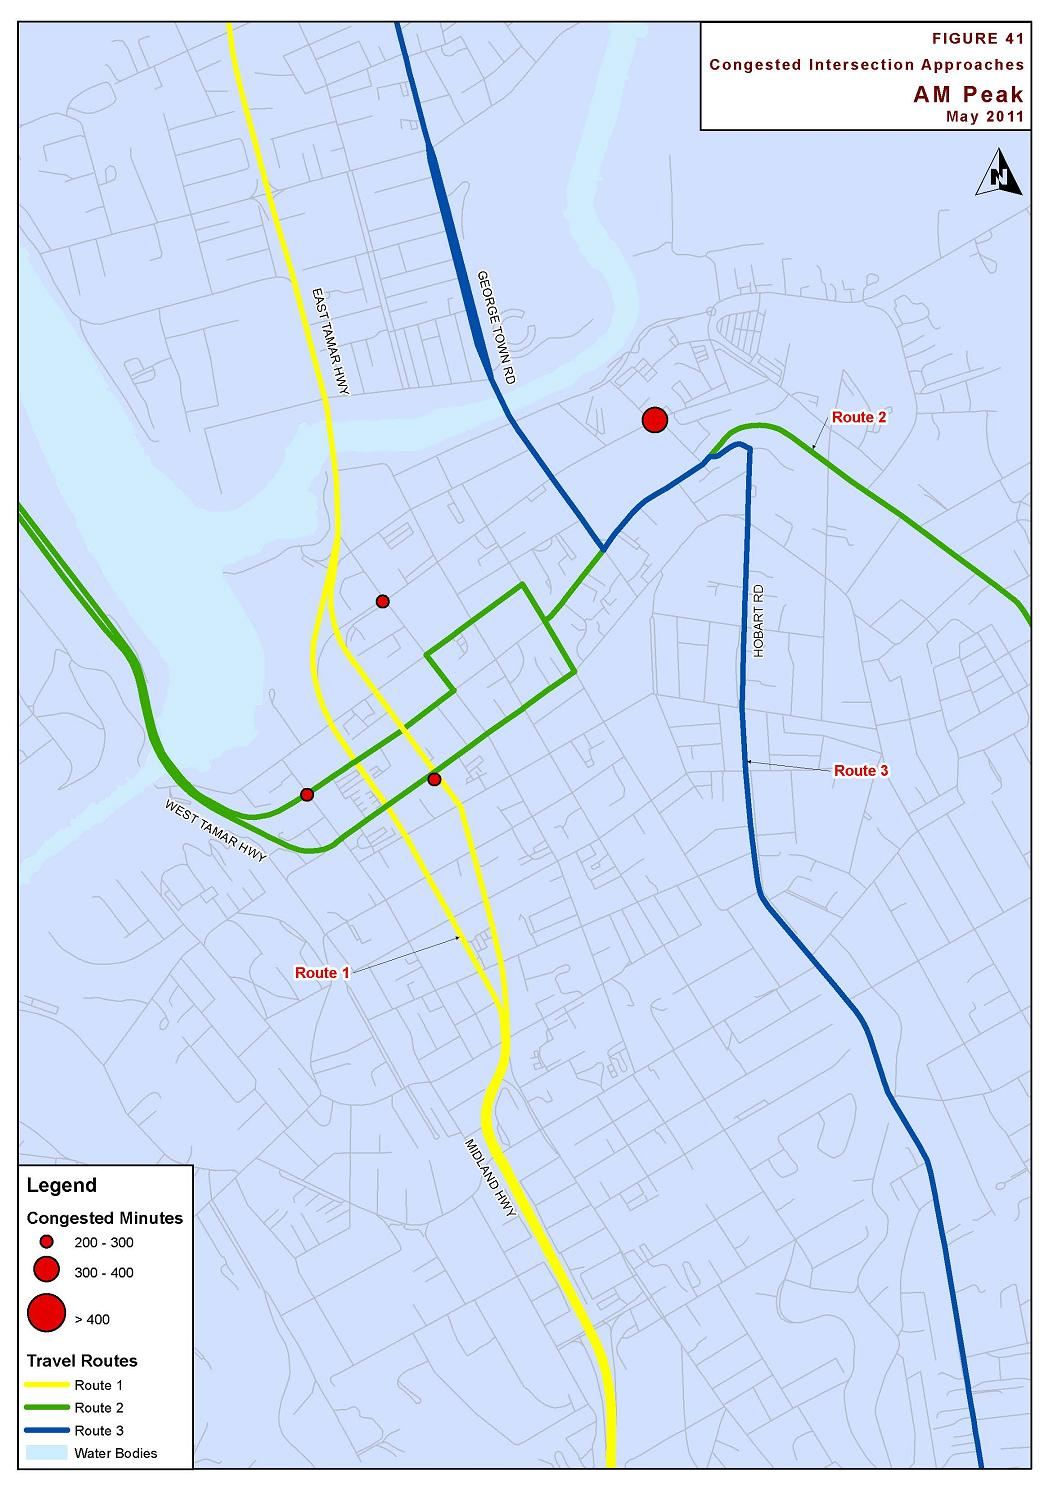 FIGURE 41
Congested Intersection Approaches
AM Peak
May 2011
N
EAST TAMAR HWY
GEORGE TOWN RD
Route 2
HOBART RD
Route 3
WEST TAMAR HWY
Route 1
MIDLAND HWY
Legend
Congested Minutes
200 - 300
300 - 400
> 400
Travel Routes
Route 1
Route 2
Route 3
Water Bodies